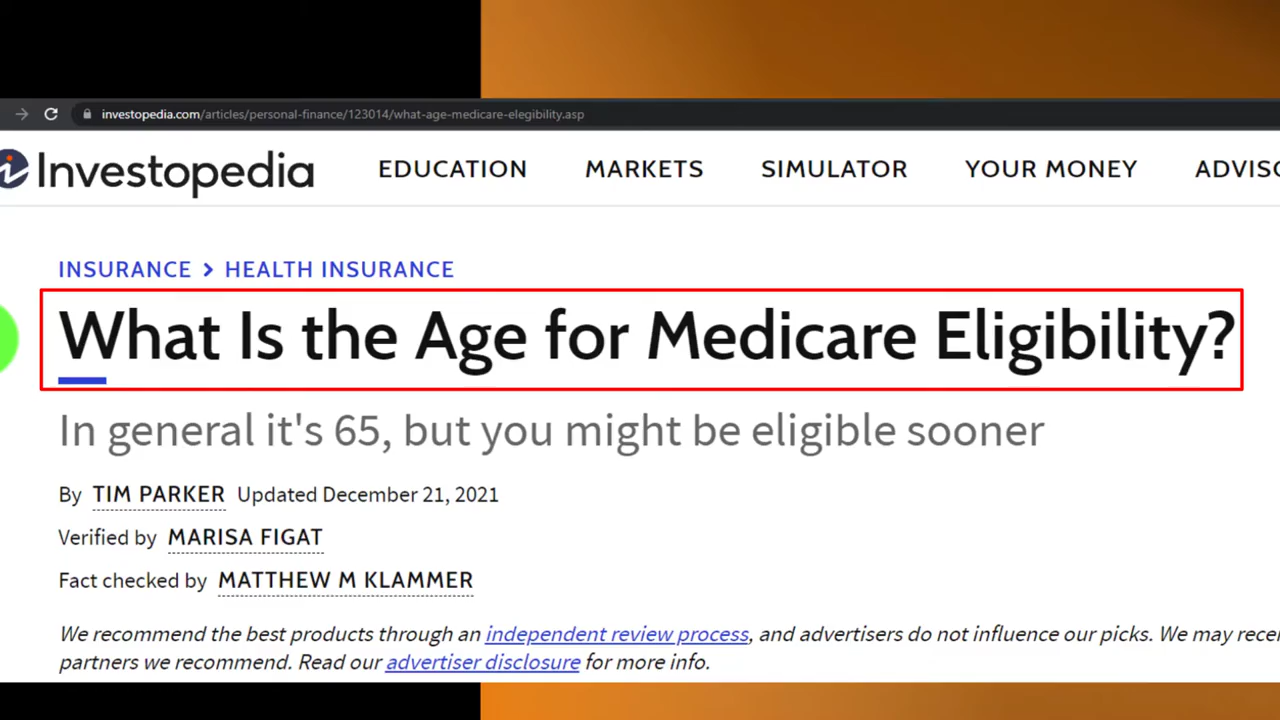 investopedia.com/articles/personal-finance/123014/what-age-medicare-elegibility.asp
Investopedia EDUCATION MARKETS SIMULATOR YOUR MONEY ADVISO
INSURANCE > HEALTH INSURANCE
What Is the Age for Medicare Eligibility?
In general it's 65, but you might be eligible sooner
By TIM PARKER Updated December 21, 2021
Verified by MARISA FIGAT
Fact checked by MATTHEW M KLAMMER
We recommend the best products through an independent review process, and advertisers do not influence our picks. We may recei
partners we recommend. Read our advertiser disclosure for more info.